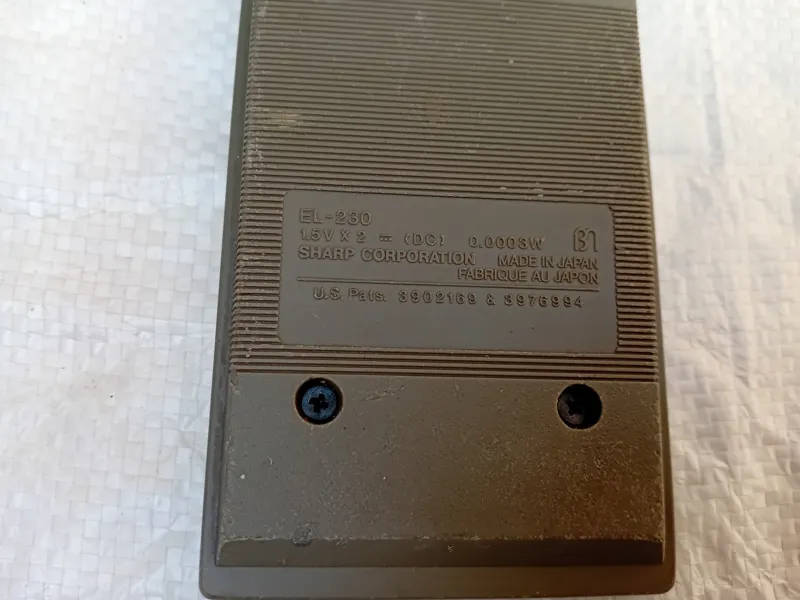 EL-230
1.5V X 2 ⎓ (DC) 0.0003W
SHARP CORPORATION MADE IN JAPAN
FABRIQUE AU JAPON
U.S. Pats. 3902169 & 3976994